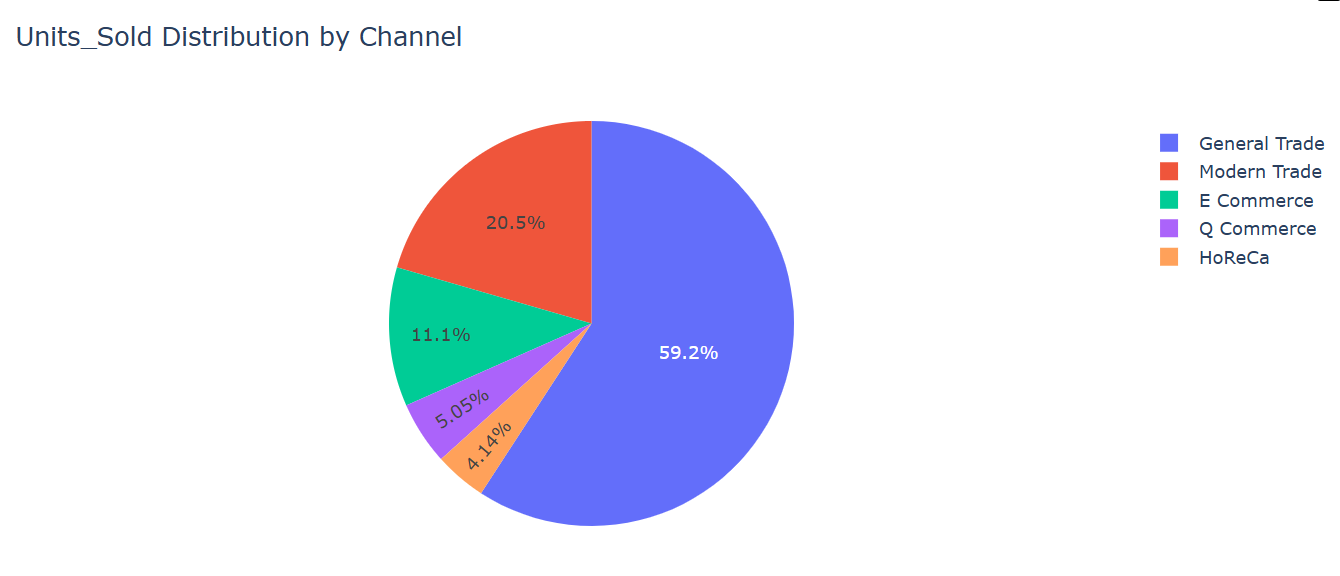 Units_Sold Distribution by Channel
General Trade
Modern Trade
E Commerce
Q Commerce
HoReCa
20.5%
11.1%
59.2%
5.05%
4.14%